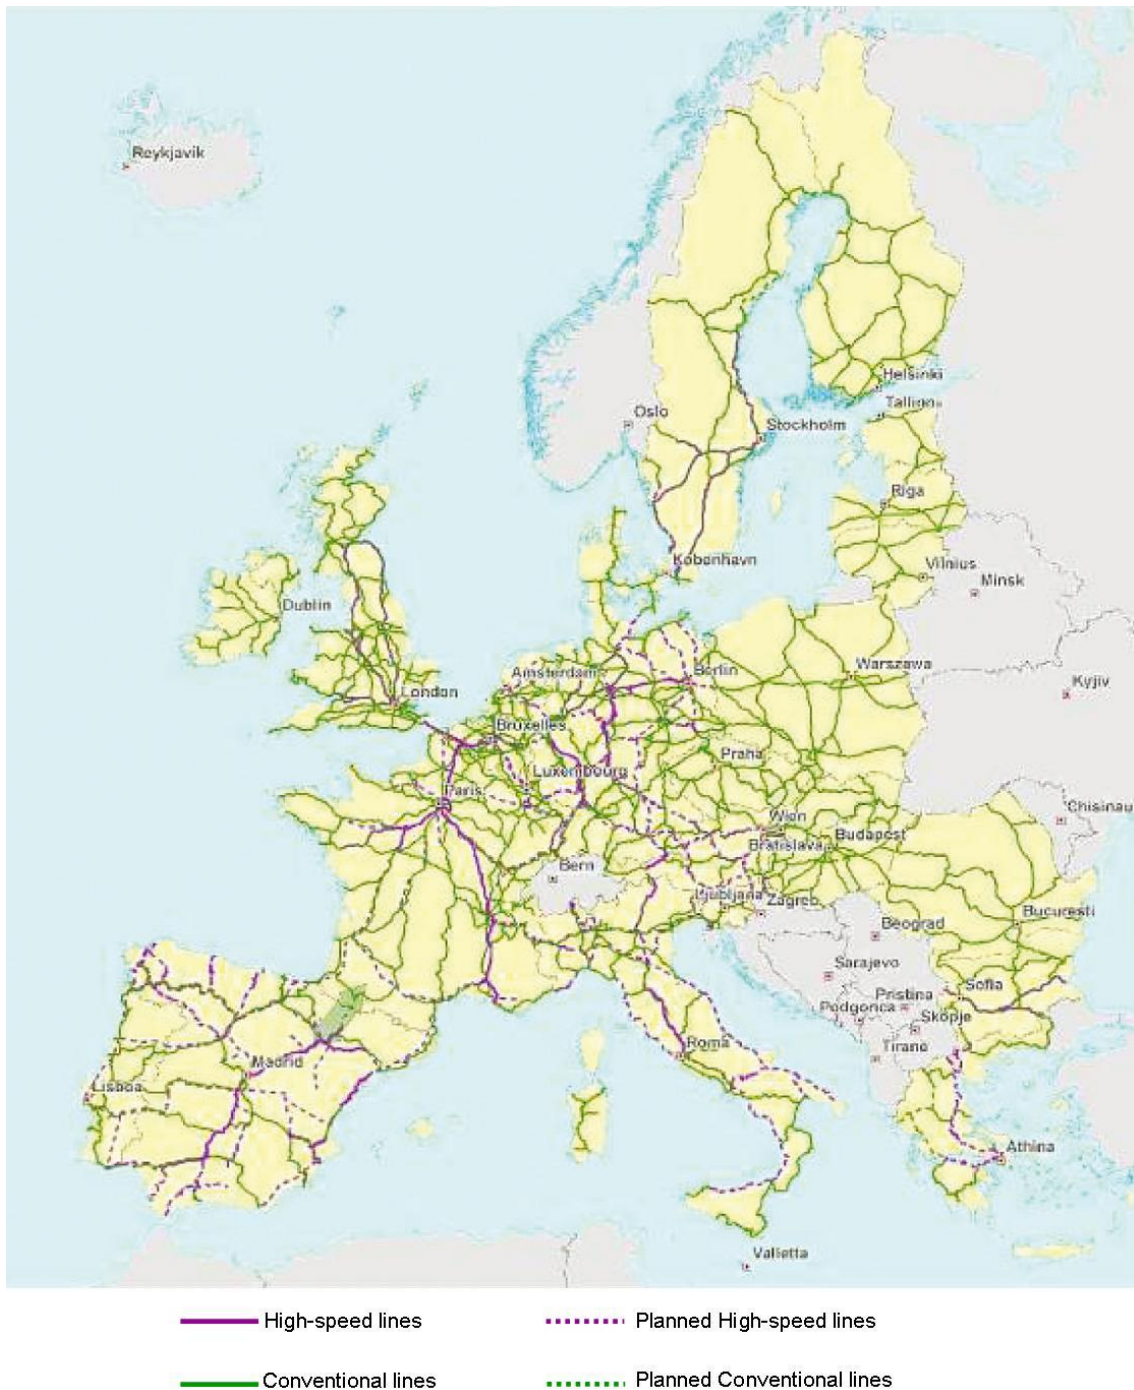 Reykjavik
Helsinki
Tallinn
Oslo
Stockholm
Riga
København
Vilnius
Minsk
Dublin
Amsterdam
Berlin
Warszawa
London
Kyjiv
Bruxelles
Praha
Luxembourg
Paris
Chisinau
Wien
Budapest
Bratislava
Bern
Ljubljana
Zagreb
Bucuresti
Beograd
Sarajevo
Sofia
Pristina
Podgorica
Skopje
Roma
Tirane
Madrid
Lisboa
Athina
Valletta
High-speed lines
Planned High-speed lines
Conventional lines
Planned Conventional lines